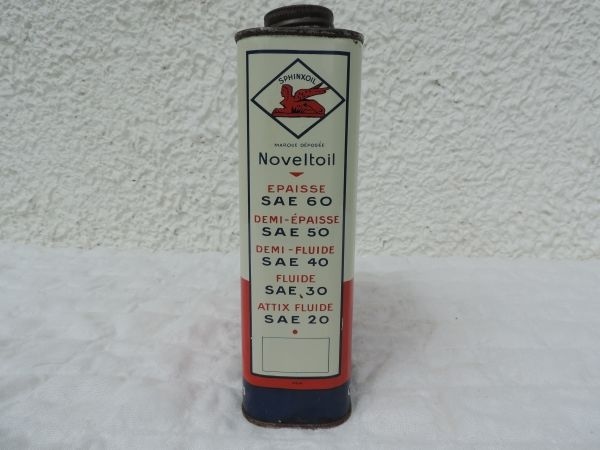 SPHINXOIL
MARQUE DÉPOSÉE
Noveltoil
EPAISSE
SAE 60
DEMI-ÉPAISSE
SAE 50
DEMI-FLUIDE
SAE 40
FLUIDE
SAE 30
ATTIX FLUIDE
SAE 20